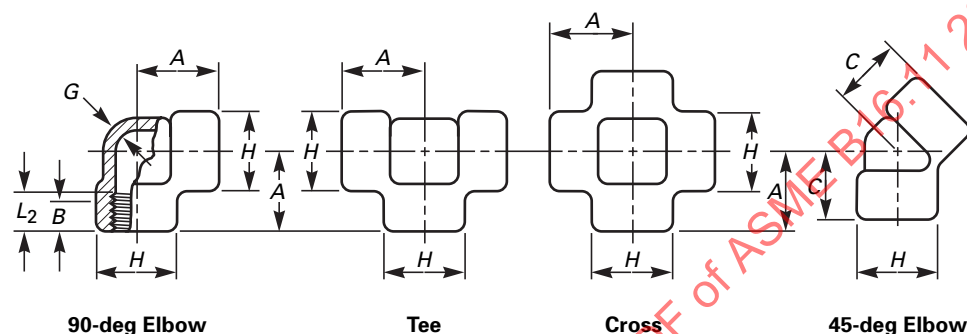 A
A
A
C
G
H
H
H
A
A
C
L2
B
H
H
H
H
90-deg Elbow
Tee
Cross
45-deg Elbow
F of ASME B16.11 2